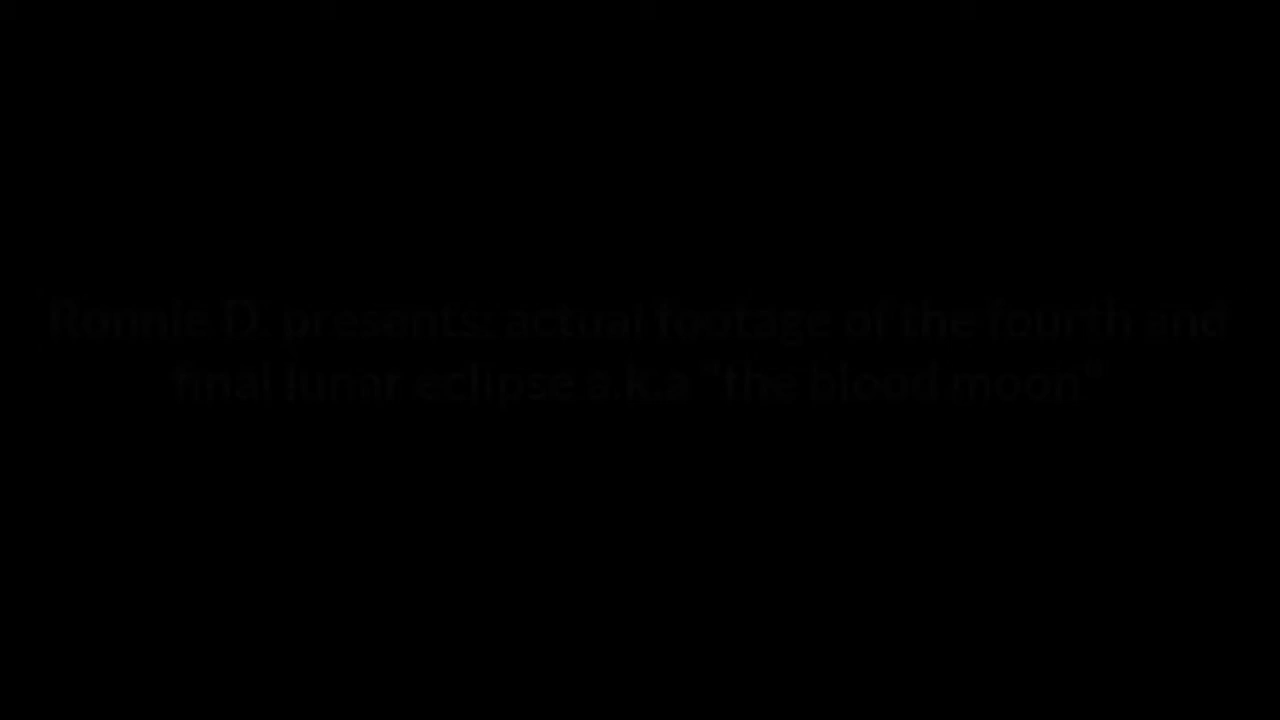 Ronnie D. presents: actual footage of the fourth and
final lunar eclipse a.k.a "the blood moon"